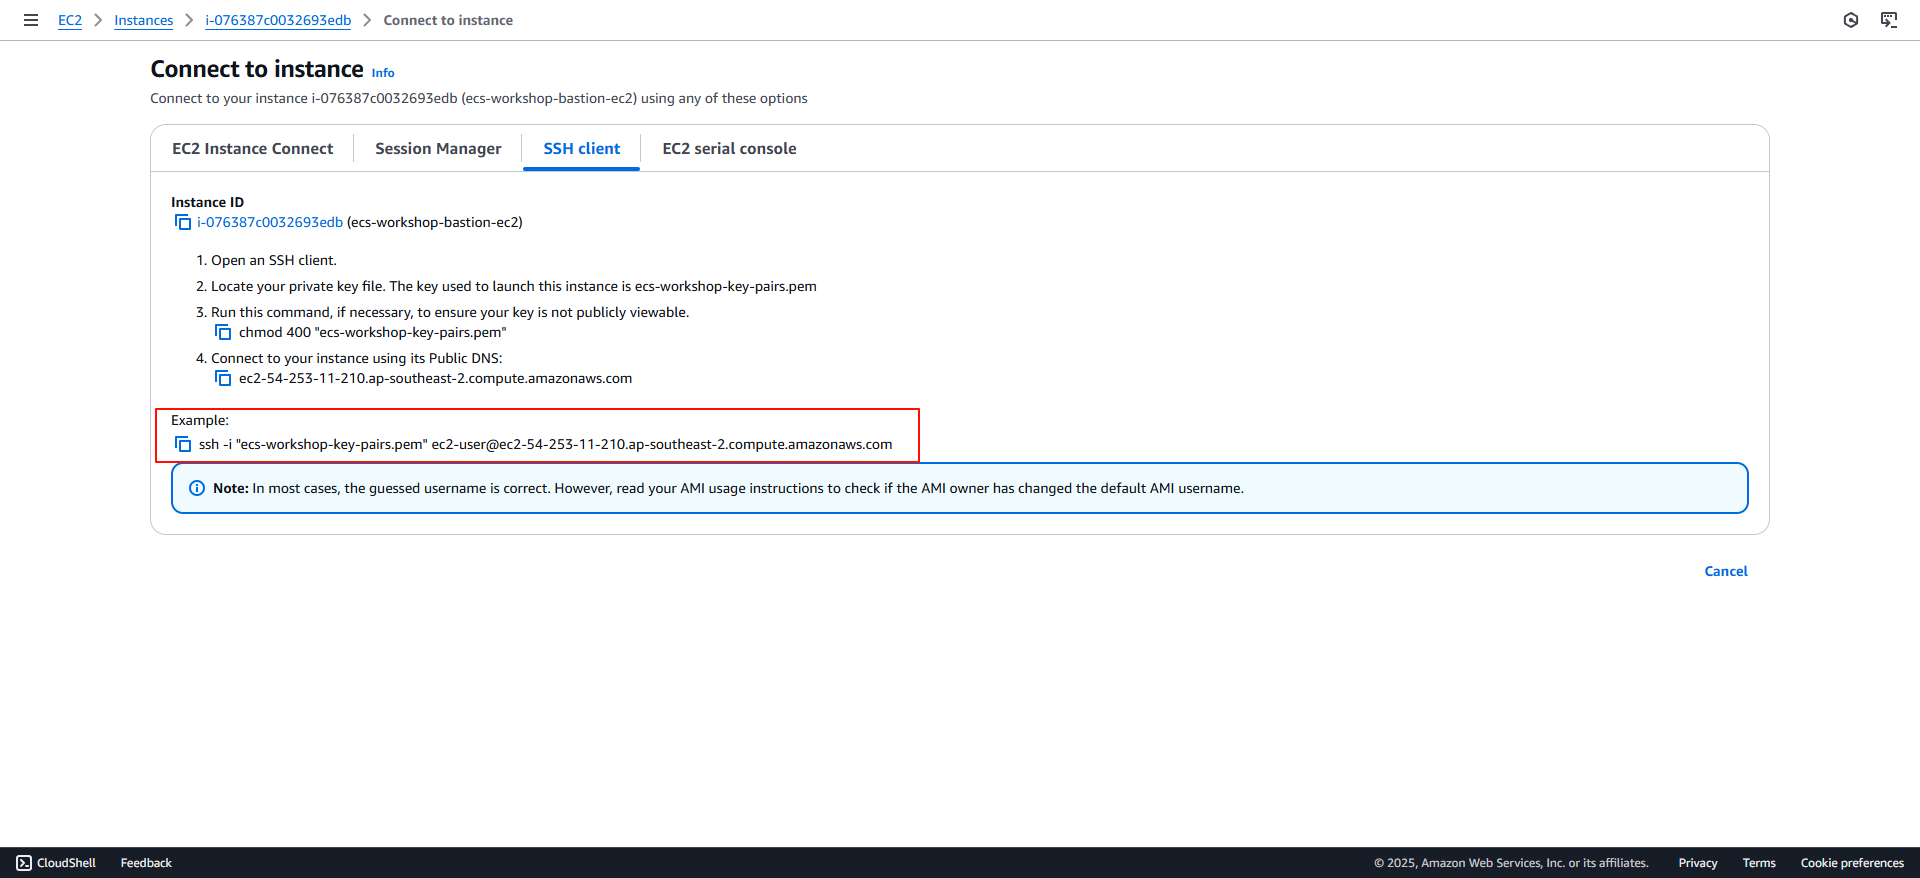 EC2 Instances i-076387c0032693edb Connect to instance
Connect to instance Info
Connect to your instance i-076387c0032693edb (ecs-workshop-bastion-ec2) using any of these options
EC2 Instance Connect Session Manager SSH client EC2 serial console
Instance ID
i-076387c0032693edb (ecs-workshop-bastion-ec2)
1. Open an SSH client.
2. Locate your private key file. The key used to launch this instance is ecs-workshop-key-pairs.pem
3. Run this command, if necessary, to ensure your key is not publicly viewable.
chmod 400 "ecs-workshop-key-pairs.pem"
4. Connect to your instance using its Public DNS:
ec2-54-253-11-210.ap-southeast-2.compute.amazonaws.com
Example:
ssh -i "ecs-workshop-key-pairs.pem" ec2-user@ec2-54-253-11-210.ap-southeast-2.compute.amazonaws.com
Note: In most cases, the guessed username is correct. However, read your AMI usage instructions to check if the AMI owner has changed the default AMI username.
Cancel
CloudShell Feedback © 2025, Amazon Web Services, Inc. or its affiliates. Privacy Terms Cookie preferences